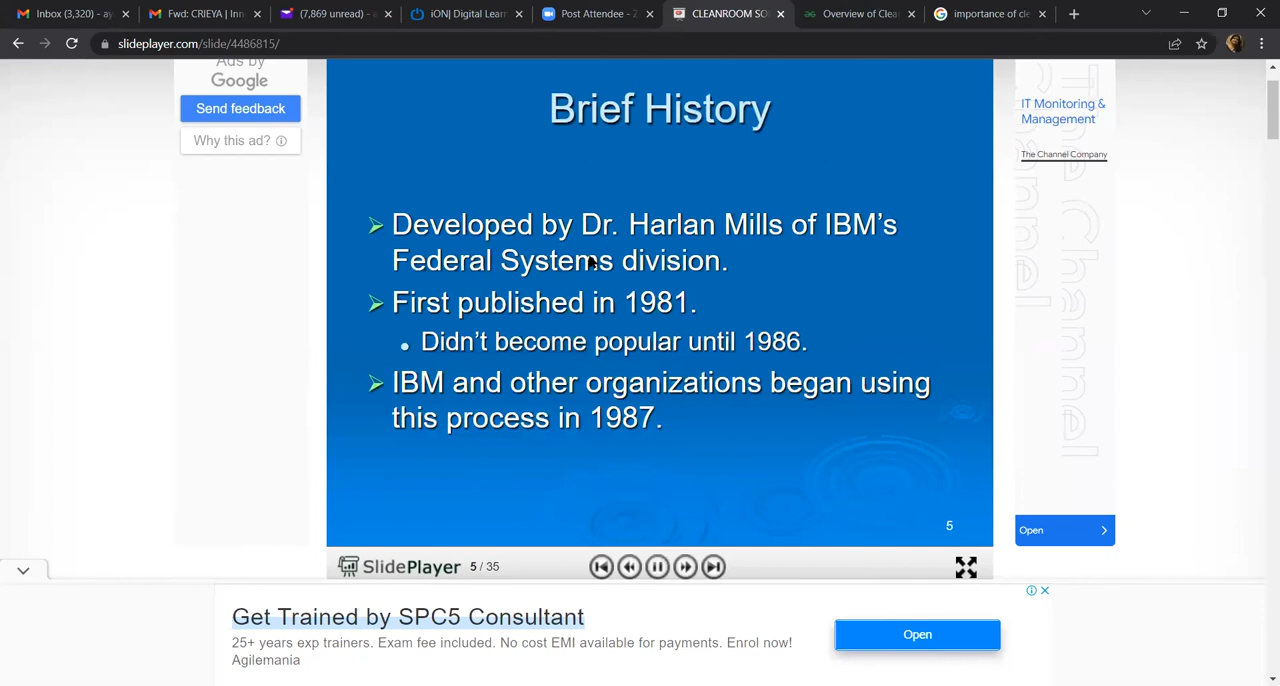 Inbox (3,320) - ay
Fwd: CRIEYA | Inn
(7,869 unread) - a
iON| Digital Lear
Post Attendee - Z
CLEANROOM SO
Overview of Clea
importance of cle
slideplayer.com/slide/4486815/
Ads by
Google
Send feedback
Why this ad?
Brief History
Developed by Dr. Harlan Mills of IBM's
Federal Systems division.
First published in 1981.
Didn't become popular until 1986.
IBM and other organizations began using
this process in 1987.
5
IT Monitoring &
Management
The Channel Company
The Channel
Channel
Open
SlidePlayer 5 / 35
Get Trained by SPC5 Consultant
25+ years exp trainers. Exam fee included. No cost EMI available for payments. Enrol now!
Agilemania
Open